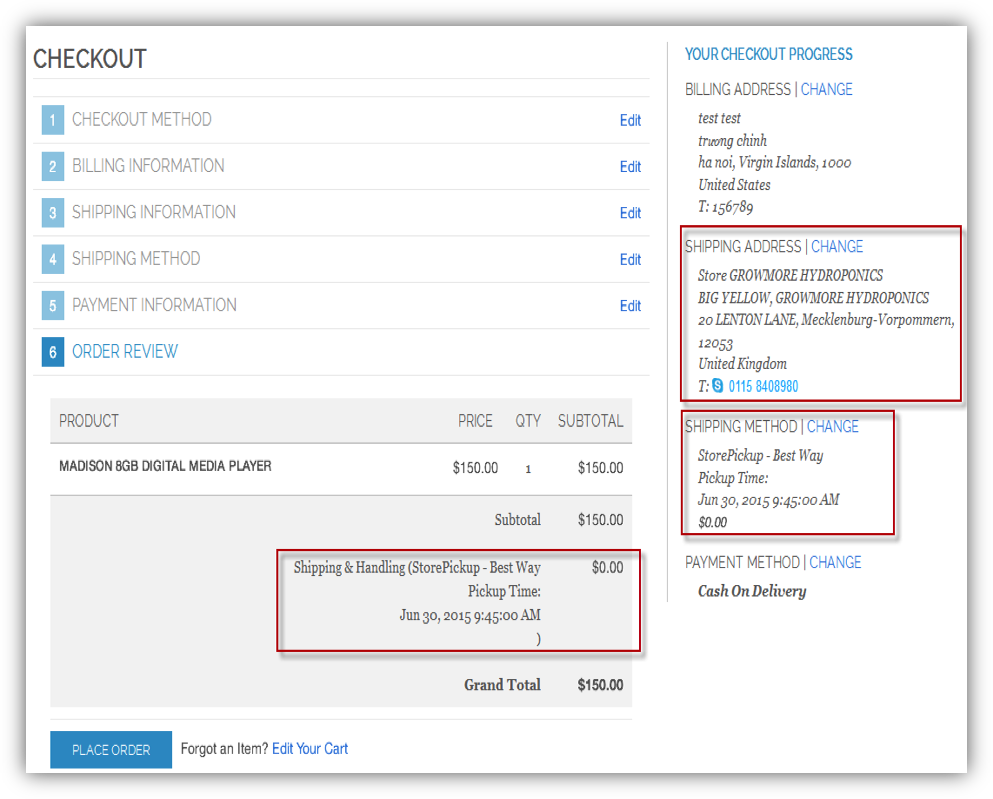 CHECKOUT
1 CHECKOUT METHOD Edit
2 BILLING INFORMATION Edit
3 SHIPPING INFORMATION Edit
4 SHIPPING METHOD Edit
5 PAYMENT INFORMATION Edit
6 ORDER REVIEW
PRODUCT PRICE QTY SUBTOTAL
MADISON 8GB DIGITAL MEDIA PLAYER $150.00 1 $150.00
Subtotal $150.00
Shipping & Handling (StorePickup - Best Way $0.00
Pickup Time:
Jun 30, 2015 9:45:00 AM
)
Grand Total $150.00
PLACE ORDER Forgot an Item? Edit Your Cart
YOUR CHECKOUT PROGRESS
BILLING ADDRESS | CHANGE
test test
trương chinh
ha noi, Virgin Islands, 1000
United States
T: 156789
SHIPPING ADDRESS | CHANGE
Store GROWMORE HYDROPONICS
BIG YELLOW, GROWMORE HYDROPONICS
20 LENTON LANE, Mecklenburg-Vorpommern,
12053
United Kingdom
T: 0115 8408980
SHIPPING METHOD | CHANGE
StorePickup - Best Way
Pickup Time:
Jun 30, 2015 9:45:00 AM
$0.00
PAYMENT METHOD | CHANGE
Cash On Delivery